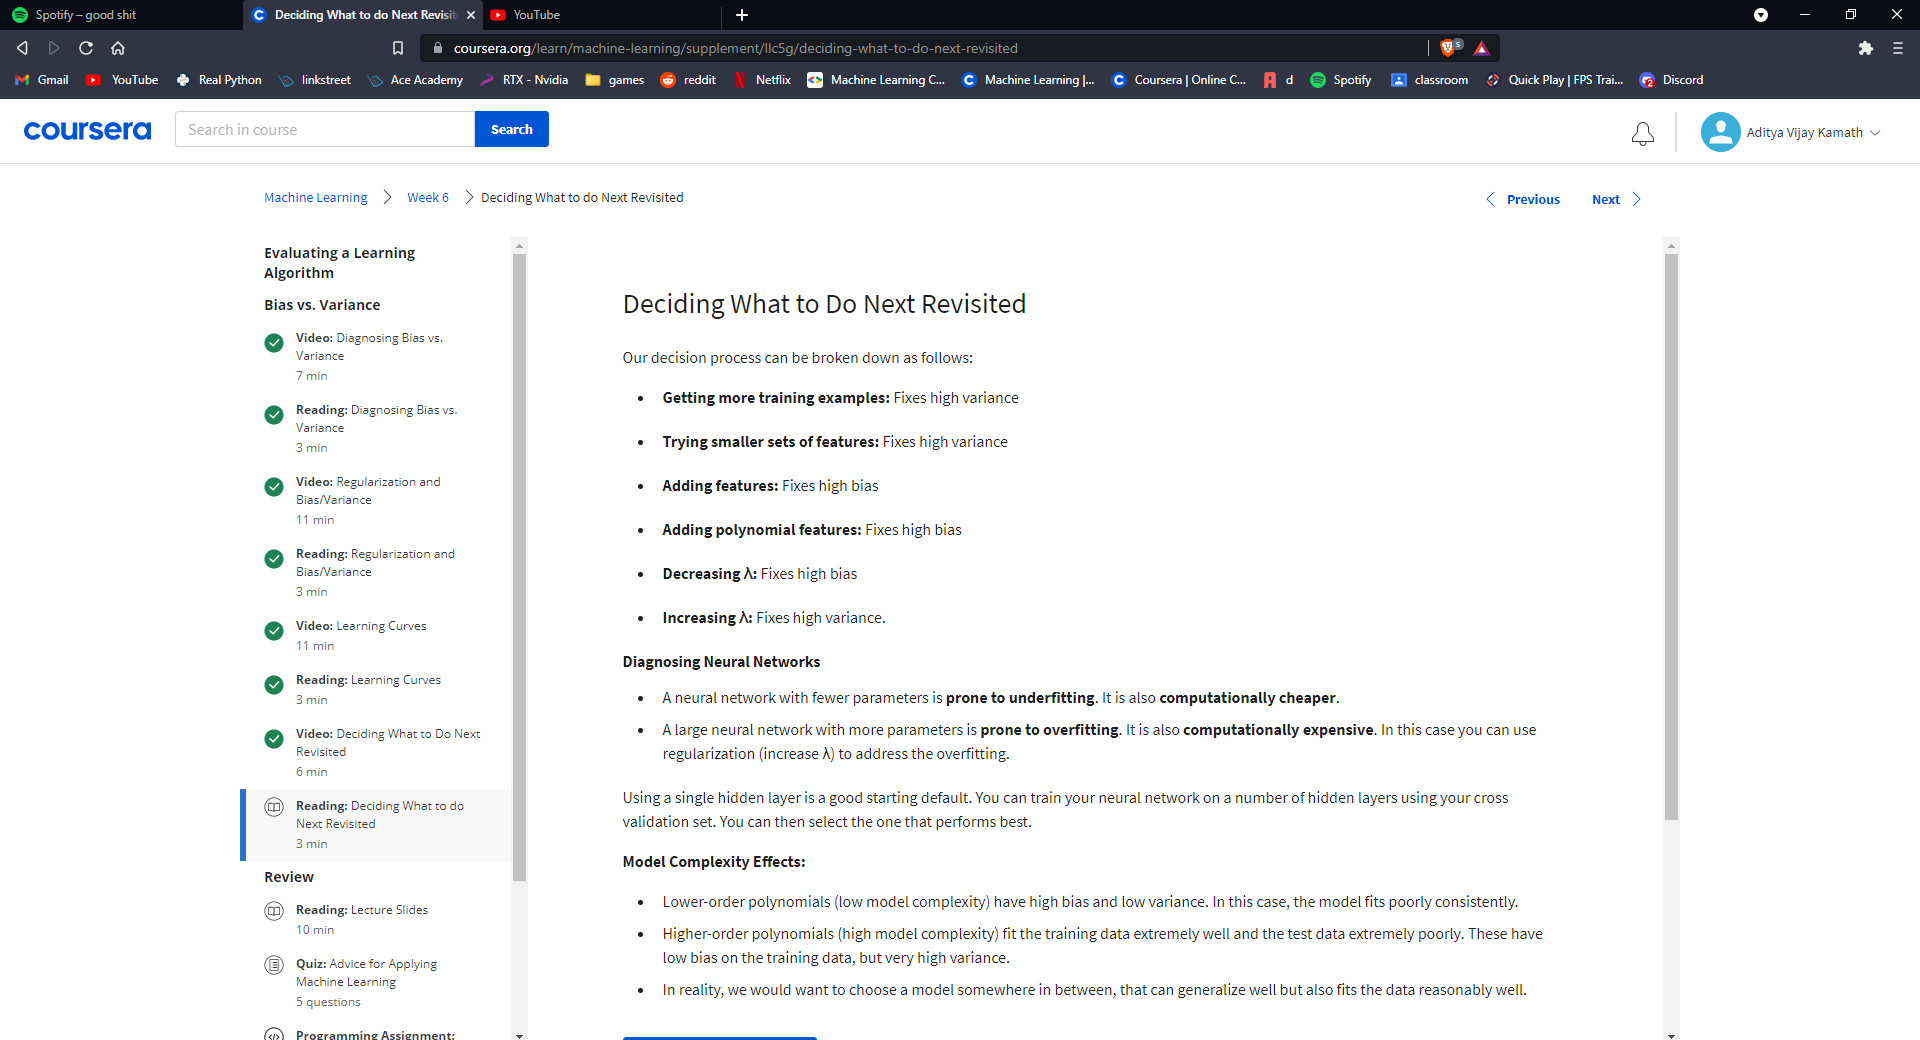 Spotify – good shit
Deciding What to do Next Revisit
YouTube
coursera.org/learn/machine-learning/supplement/llc5g/deciding-what-to-do-next-revisited
5
Gmail YouTube Real Python linkstreet Ace Academy RTX - Nvidia games reddit Netflix Machine Learning C... Machine Learning |... Coursera | Online C... d Spotify classroom Quick Play | FPS Trai... Discord
coursera
Search in course
Search
Aditya Vijay Kamath
Machine Learning > Week 6 > Deciding What to do Next Revisited
Previous
Next
Evaluating a Learning
Algorithm
Bias vs. Variance
Video: Diagnosing Bias vs.
Variance
7 min
Reading: Diagnosing Bias vs.
Variance
3 min
Video: Regularization and
Bias/Variance
11 min
Reading: Regularization and
Bias/Variance
3 min
Video: Learning Curves
11 min
Reading: Learning Curves
3 min
Video: Deciding What to Do Next
Revisited
6 min
Reading: Deciding What to do
Next Revisited
3 min
Review
Reading: Lecture Slides
10 min
Quiz: Advice for Applying
Machine Learning
5 questions
Programming Assignment:
Deciding What to Do Next Revisited
Our decision process can be broken down as follows:
• Getting more training examples: Fixes high variance
• Trying smaller sets of features: Fixes high variance
• Adding features: Fixes high bias
• Adding polynomial features: Fixes high bias
• Decreasing λ: Fixes high bias
• Increasing λ: Fixes high variance.
Diagnosing Neural Networks
• A neural network with fewer parameters is prone to underfitting. It is also computationally cheaper.
• A large neural network with more parameters is prone to overfitting. It is also computationally expensive. In this case you can use
regularization (increase λ) to address the overfitting.
Using a single hidden layer is a good starting default. You can train your neural network on a number of hidden layers using your cross
validation set. You can then select the one that performs best.
Model Complexity Effects:
• Lower-order polynomials (low model complexity) have high bias and low variance. In this case, the model fits poorly consistently.
• Higher-order polynomials (high model complexity) fit the training data extremely well and the test data extremely poorly. These have
low bias on the training data, but very high variance.
• In reality, we would want to choose a model somewhere in between, that can generalize well but also fits the data reasonably well.